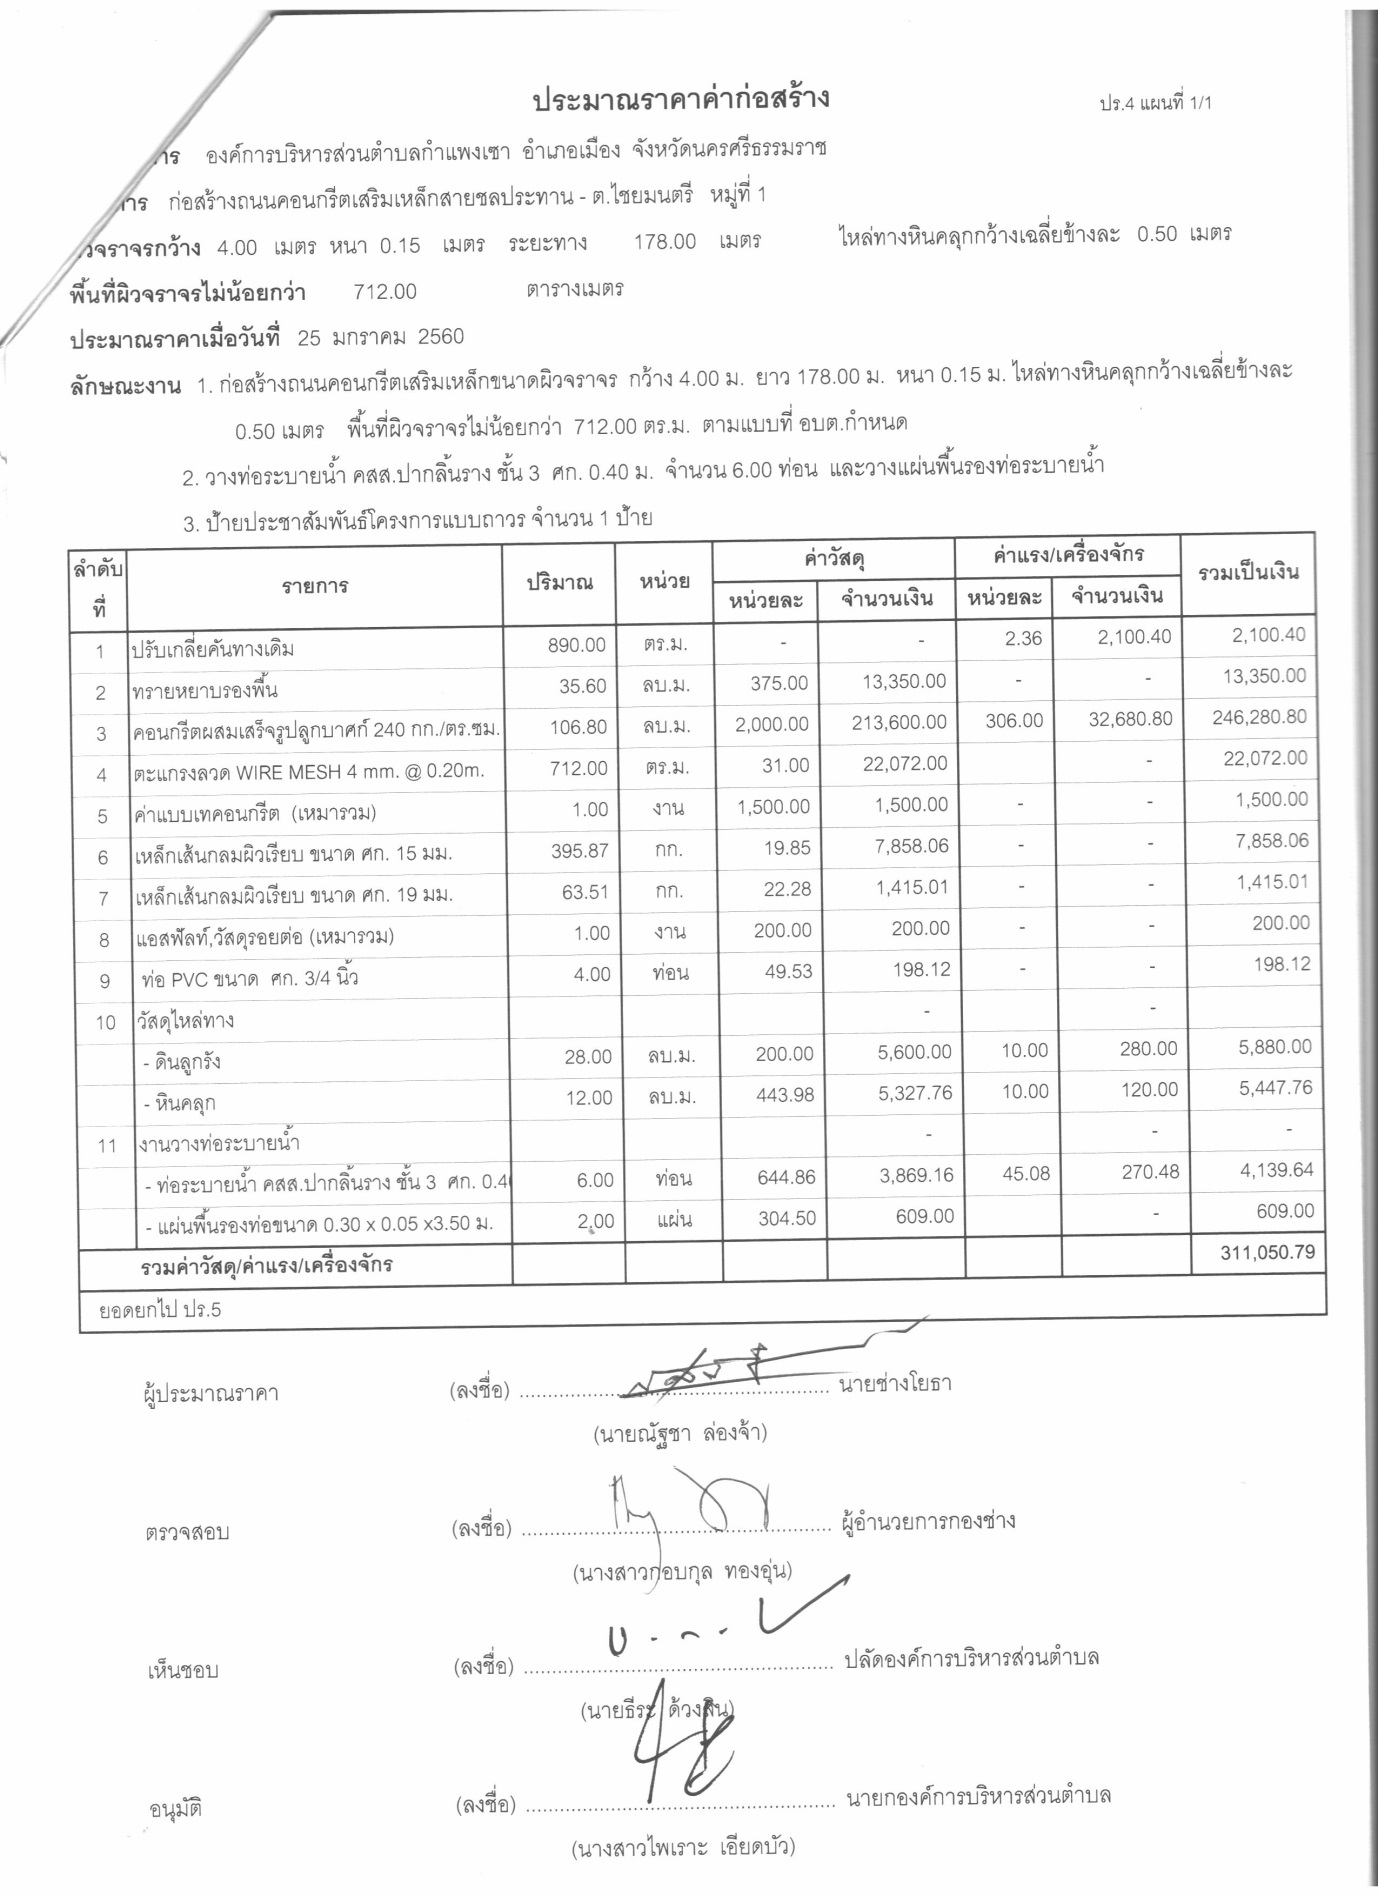 ประมาณราคาค่าก่อสร้าง
ปร.4 แผ่นที่ 1/1
องค์การบริหารส่วนตำบลกำแพงเซา อำเภอเมือง จังหวัดนครศรีธรรมราช
ก่อสร้างถนนคอนกรีตเสริมเหล็กสายชลประทาน - ต.ไชยมนตรี หมู่ที่ 1
กว้าง 4.00 เมตร หนา 0.15 เมตร ระยะทาง 178.00 เมตร ไหล่ทางหินคลุกกว้างเฉลี่ยข้างละ 0.50 เมตร
พื้นที่ผิวจราจรไม่น้อยกว่า 712.00 ตารางเมตร
ประมาณราคาเมื่อวันที่ 25 มกราคม 2560
ลักษณะงาน 1. ก่อสร้างถนนคอนกรีตเสริมเหล็กขนาดผิวจราจร กว้าง 4.00 ม. ยาว 178.00 ม. หนา 0.15 ม. ไหล่ทางหินคลุกกว้างเฉลี่ยข้างละ
0.50 เมตร พื้นที่ผิวจราจรไม่น้อยกว่า 712.00 ตร.ม. ตามแบบที่ อบต.กำหนด
2. วางท่อระบายน้ำ คสล.ปากลิ้นราง ชั้น 3 ศก. 0.40 ม. จำนวน 6.00 ท่อน และวางแผ่นพื้นรองท่อระบายน้ำ
3. ป้ายประชาสัมพันธ์โครงการแบบถาวร จำนวน 1 ป้าย
ลำดับที่ รายการ ปริมาณ หน่วย ค่าวัสดุ ค่าแรง/เครื่องจักร รวมเป็นเงิน
หน่วยละ จำนวนเงิน หน่วยละ จำนวนเงิน
1 ปรับเกลี่ยคันทางเดิม 890.00 ตร.ม. - - 2.36 2,100.40 2,100.40
2 ทรายหยาบรองพื้น 35.60 ลบ.ม. 375.00 13,350.00 - - 13,350.00
3 คอนกรีตผสมเสร็จรูปลูกบาศก์ 240 กก./ตร.ซม. 106.80 ลบ.ม. 2,000.00 213,600.00 306.00 32,680.80 246,280.80
4 ตะแกรงลวด WIRE MESH 4 mm. @ 0.20m. 712.00 ตร.ม. 31.00 22,072.00 - 22,072.00
5 ค่าแบบเทคอนกรีต (เหมารวม) 1.00 งาน 1,500.00 1,500.00 - - 1,500.00
6 เหล็กเส้นกลมผิวเรียบ ขนาด ศก. 15 มม. 395.87 กก. 19.85 7,858.06 - - 7,858.06
7 เหล็กเส้นกลมผิวเรียบ ขนาด ศก. 19 มม. 63.51 กก. 22.28 1,415.01 - - 1,415.01
8 แอสฟัลท์,วัสดุรอยต่อ (เหมารวม) 1.00 งาน 200.00 200.00 - - 200.00
9 ท่อ PVC ขนาด ศก. 3/4 นิ้ว 4.00 ท่อน 49.53 198.12 - - 198.12
10 วัสดุไหล่ทาง - -
- ดินลูกรัง 28.00 ลบ.ม. 200.00 5,600.00 10.00 280.00 5,880.00
- หินคลุก 12.00 ลบ.ม. 443.98 5,327.76 10.00 120.00 5,447.76
11 งานวางท่อระบายน้ำ - - -
- ท่อระบายน้ำ คสล.ปากลิ้นราง ชั้น 3 ศก. 0.40 6.00 ท่อน 644.86 3,869.16 45.08 270.48 4,139.64
- แผ่นพื้นรองท่อขนาด 0.30 x 0.05 x3.50 ม. 2.00 แผ่น 304.50 609.00 - 609.00
รวมค่าวัสดุ/ค่าแรง/เครื่องจักร 311,050.79
ยอดยกไป ปร.5
ผู้ประมาณราคา (ลงชื่อ) ........................ นายช่างโยธา
(นายณัฐชา ล่องจ้า)
ตรวจสอบ (ลงชื่อ) ........................ ผู้อำนวยการกองช่าง
(นางสาวกอบกุล ทองอุ่น)
เห็นชอบ (ลงชื่อ) ........................ ปลัดองค์การบริหารส่วนตำบล
(นายธีระ ด้วงสิน)
อนุมัติ (ลงชื่อ) ........................ นายกองค์การบริหารส่วนตำบล
(นางสาวไพเราะ เอียดบัว)